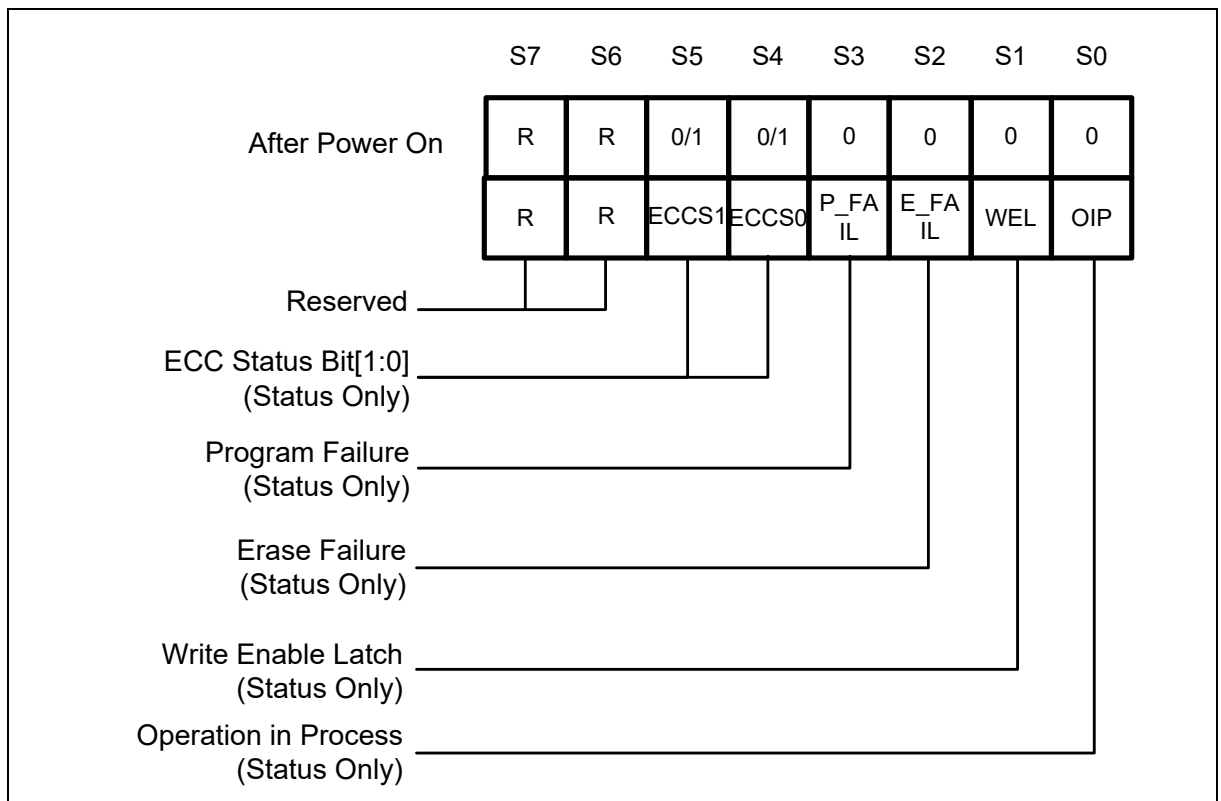 S7 S6 S5 S4 S3 S2 S1 S0
After Power On R R 0/1 0/1 0 0 0 0
R R ECCS1 ECCS0 P_FA E_FA WEL OIP
IL IL
Reserved
ECC Status Bit[1:0]
(Status Only)
Program Failure
(Status Only)
Erase Failure
(Status Only)
Write Enable Latch
(Status Only)
Operation in Process
(Status Only)